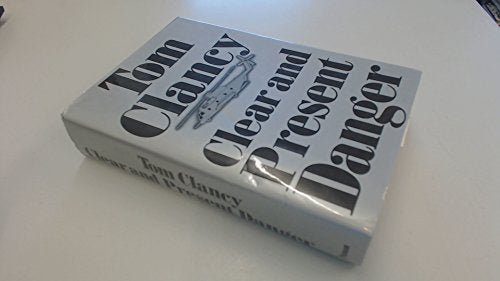 Tom
Clancy
Clear and
Present
Danger
Tom Clancy
Clear and Present Danger